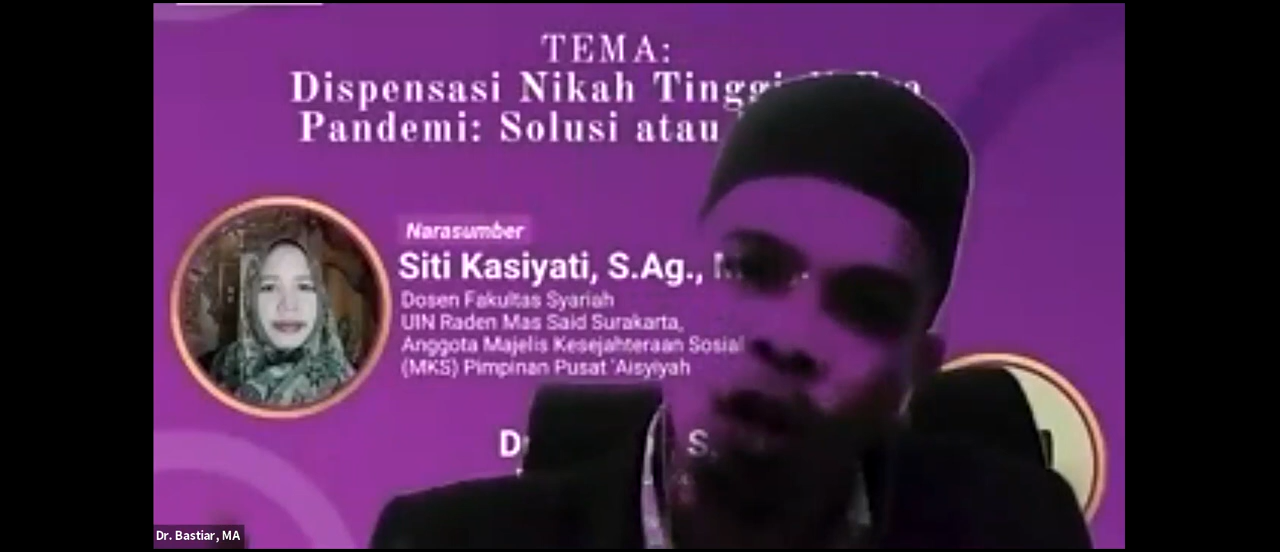 TEMA:
Dispensasi Nikah Tinggi
Pandemi: Solusi atau
Narasumber
Siti Kasiyati, S.Ag.,
Dosen Fakultas Syariah
UIN Raden Mas Said Surakarta,
Anggota Majelis Kesejahteraan Sosial
(MKS) Pimpinan Pusat 'Aisyiyah
S.
Dr. Bastiar, MA